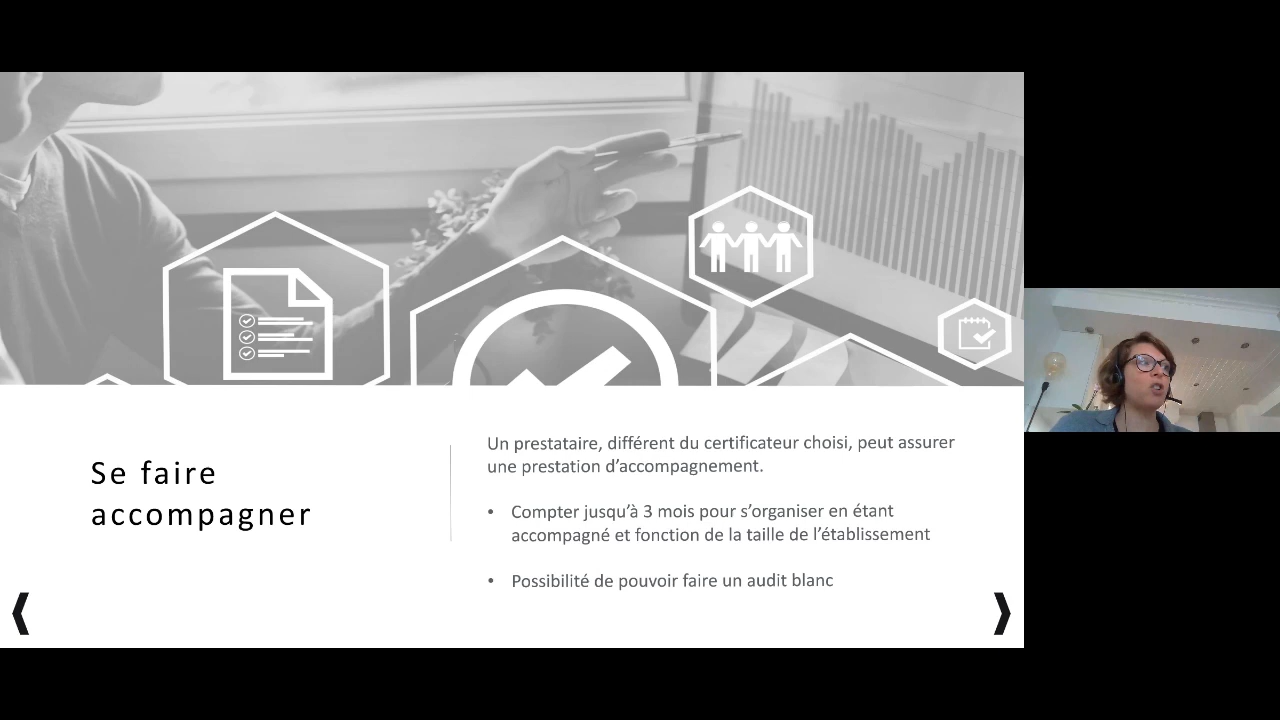 Se faire
accompagner
Un prestataire, différent du certificateur choisi, peut assurer
une prestation d’accompagnement.
• Compter jusqu’à 3 mois pour s’organiser en étant
accompagné et fonction de la taille de l’établissement
• Possibilité de pouvoir faire un audit blanc